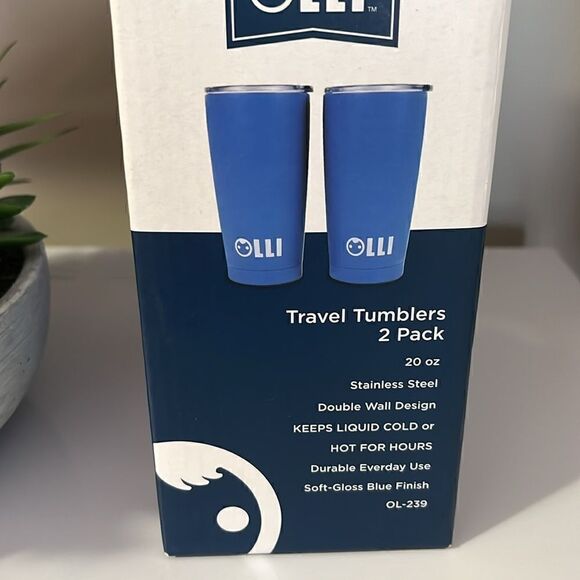 OLLI™
OLLI OLLI
Travel Tumblers
2 Pack
20 oz
Stainless Steel
Double Wall Design
KEEPS LIQUID COLD or
HOT FOR HOURS
Durable Everday Use
Soft-Gloss Blue Finish
OL-239